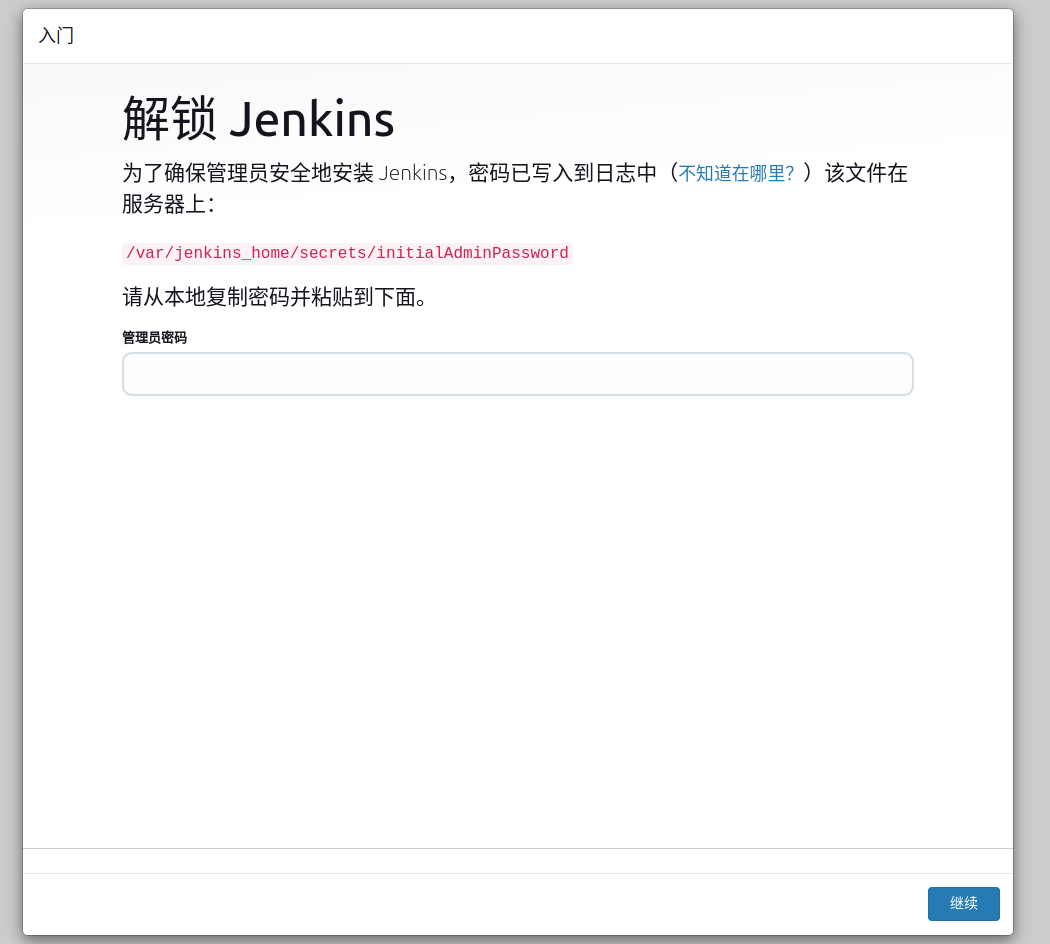 入门
解锁 Jenkins
为了确保管理员安全地安装 Jenkins，密码已写入到日志中（不知道在哪里？）该文件在
服务器上：
/var/jenkins_home/secrets/initialAdminPassword
请从本地复制密码并粘贴到下面。
管理员密码
继续